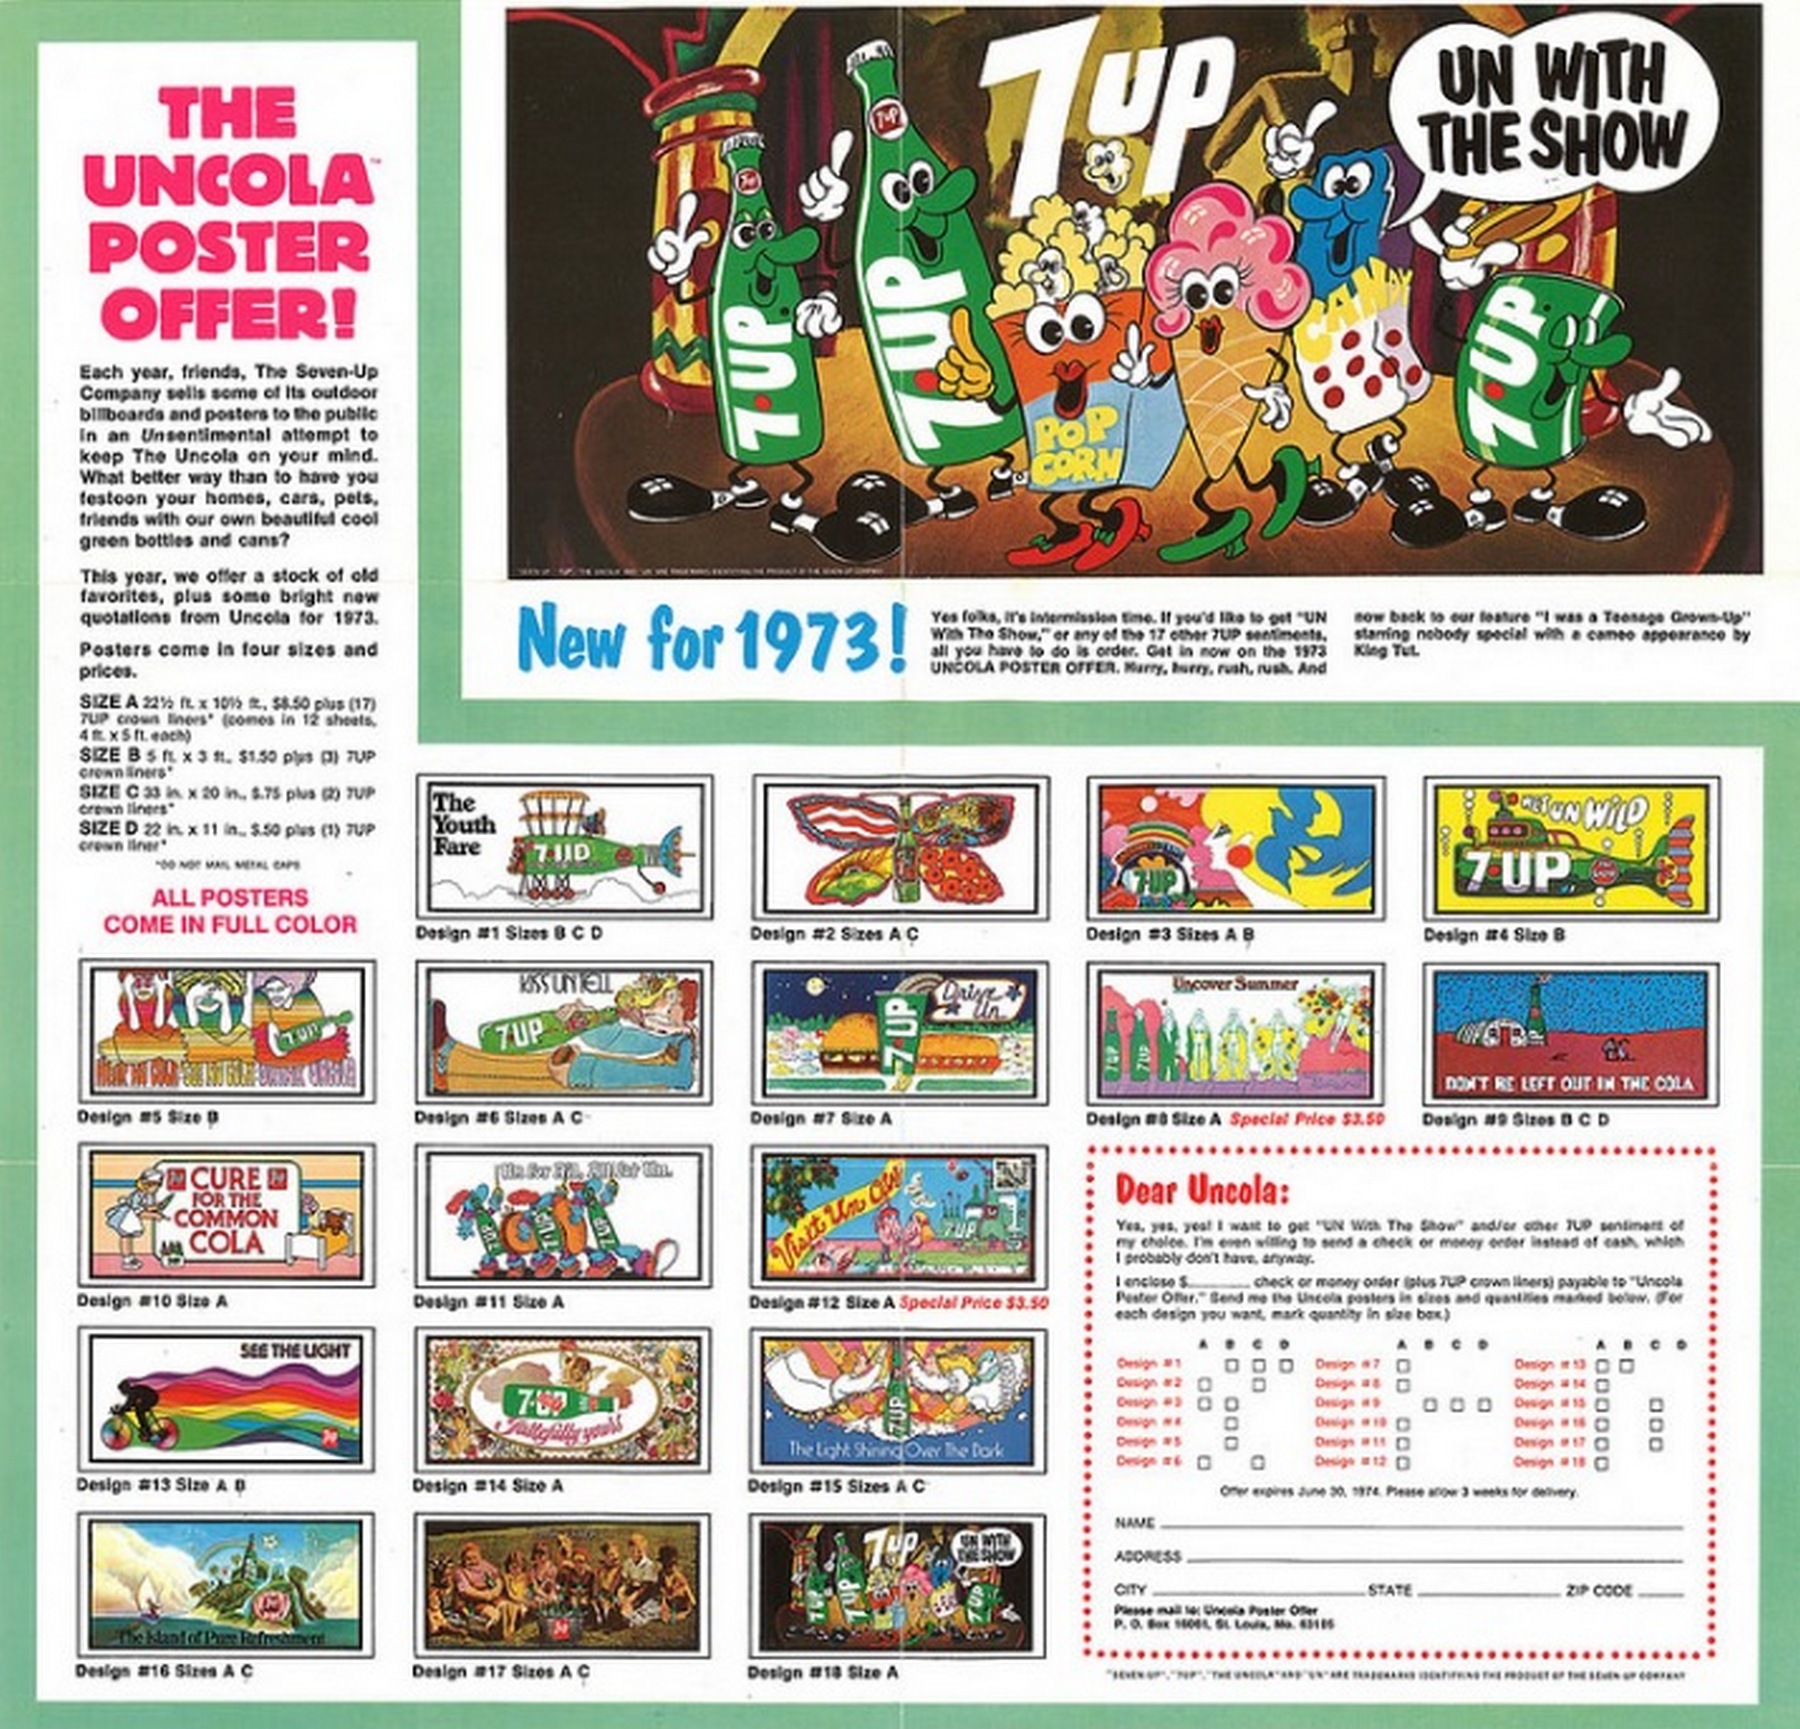 THE
UNCOLA™
POSTER
OFFER!
Each year, friends, The Seven-Up
Company sells some of its outdoor
billboards and posters to the public
in an Unsentimental attempt to
keep The Uncola on your mind.
What better way than to have you
festoon your homes, cars, pets,
friends with our own beautiful cool
green bottles and cans?
This year, we offer a stock of old
favorites, plus some bright new
quotations from Uncola for 1973.
Posters come in four sizes and
prices.
SIZE A 22½ ft. x 10½ ft., $8.50 plus (17)
7UP crown liners* (comes in 12 sheets,
4 ft. x 5 ft. each)
SIZE B 5 ft. x 3 ft., $1.50 plus (3) 7UP
crown liners*
SIZE C 33 in. x 20 in., $.75 plus (2) 7UP
crown liners*
SIZE D 22 in. x 11 in., $.50 plus (1) 7UP
crown liner*
*DO NOT MAIL METAL CAPS
ALL POSTERS
COME IN FULL COLOR
7UP
UN WITH
THE SHOW
7UP
7UP
POP
CORN
CANDY
7UP
New for 1973!
Yes folks, it's intermission time. If you'd like to get "UN
With The Show," or any of the 17 other 7UP sentiments,
all you have to do is order. Get in now on the 1973
UNCOLA POSTER OFFER. Hurry, hurry, rush, rush. And
now back to our feature "I was a Teenage Grown-Up"
starring nobody special with a cameo appearance by
King Tut.
The
Youth
Fare
7UP
Design #1 Sizes B C D
Design #2 Sizes A C
7UP
Design #3 Sizes A B
WET UN WILD
7UP
Design #4 Size B
7UP
Design #5 Size B
KISS UN TELL
7UP
Design #6 Sizes A C
Drive
Un
7UP
Design #7 Size A
Uncover Summer
7UP
7UP
Design #8 Size A Special Price $3.50
DON'T BE LEFT OUT IN THE COLA
Design #9 Sizes B C D
CURE
FOR THE
COMMON
COLA
Design #10 Size A
Un for All, All for Un.
Design #11 Size A
Visit Un City
7UP
Design #12 Size A Special Price $3.50
SEE THE LIGHT
Design #13 Size A B
7UP
Tastefully yours
Design #14 Size A
7UP
The Light Shining Over The Dark
Design #15 Sizes A C
The Island of Pure Refreshment
Design #16 Sizes A C
Design #17 Sizes A C
7UP
UN WITH
THE SHOW
7UP
7UP
7UP
Design #18 Size A
Dear Uncola:
Yes, yes, yes! I want to get "UN With The Show" and/or other 7UP sentiment of
my choice. I'm even willing to send a check or money order instead of cash, which
I probably don't have, anyway.
I enclose $________ check or money order (plus 7UP crown liners) payable to "Uncola
Poster Offer." Send me the Uncola posters in sizes and quantities marked below. (For
each design you want, mark quantity in size box.)
A B C D A B C D A B C D
Design #1 Design #7 Design #13
Design #2 Design #8 Design #14
Design #3 Design #9 Design #15
Design #4 Design #10 Design #16
Design #5 Design #11 Design #17
Design #6 Design #12 Design #18
Offer expires June 30, 1974. Please allow 3 weeks for delivery.
NAME
ADDRESS
CITY STATE ZIP CODE
Please mail to: Uncola Poster Offer
P. O. Box St. Louis, Mo.
"SEVEN-UP", "7UP", "THE UNCOLA" AND "UN" ARE TRADEMARKS IDENTIFYING THE PRODUCT OF THE SEVEN-UP COMPANY